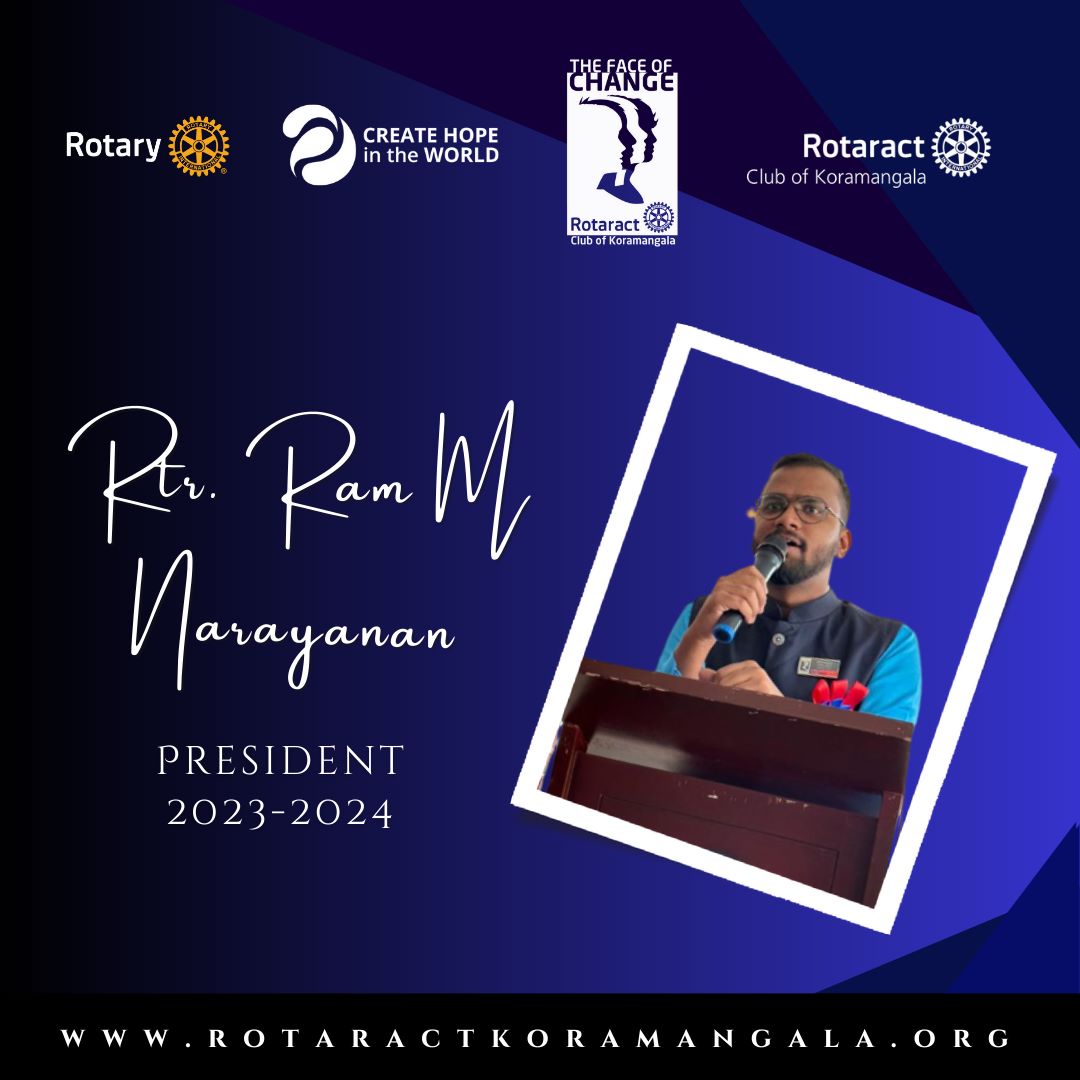 Rotary
CREATE HOPE
in the WORLD
THE FACE OF
CHANGE
Rotaract
Club of Koramangala
Rotaract
Club of Koramangala
Rtr. Ram M
Narayanan
PRESIDENT
2023-2024
WWW.ROTARACTKORAMANGALA.ORG